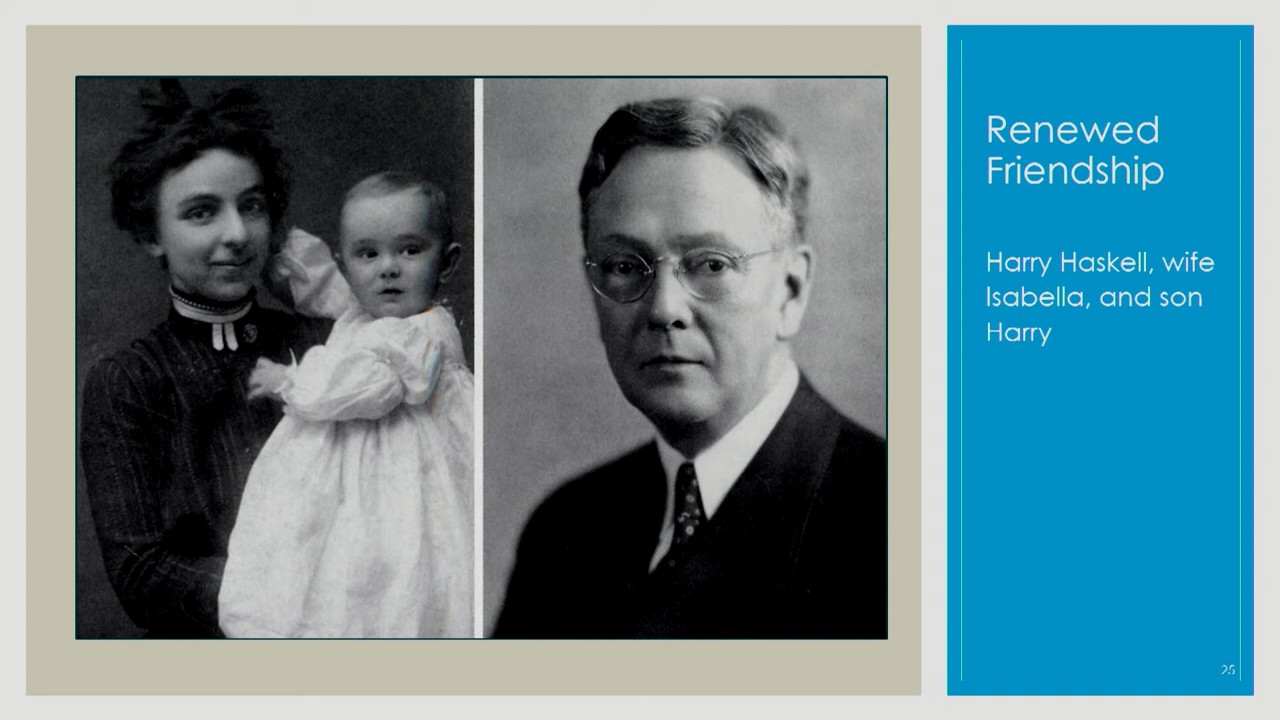 Renewed
Friendship
Harry Haskell, wife
Isabella, and son
Harry
25